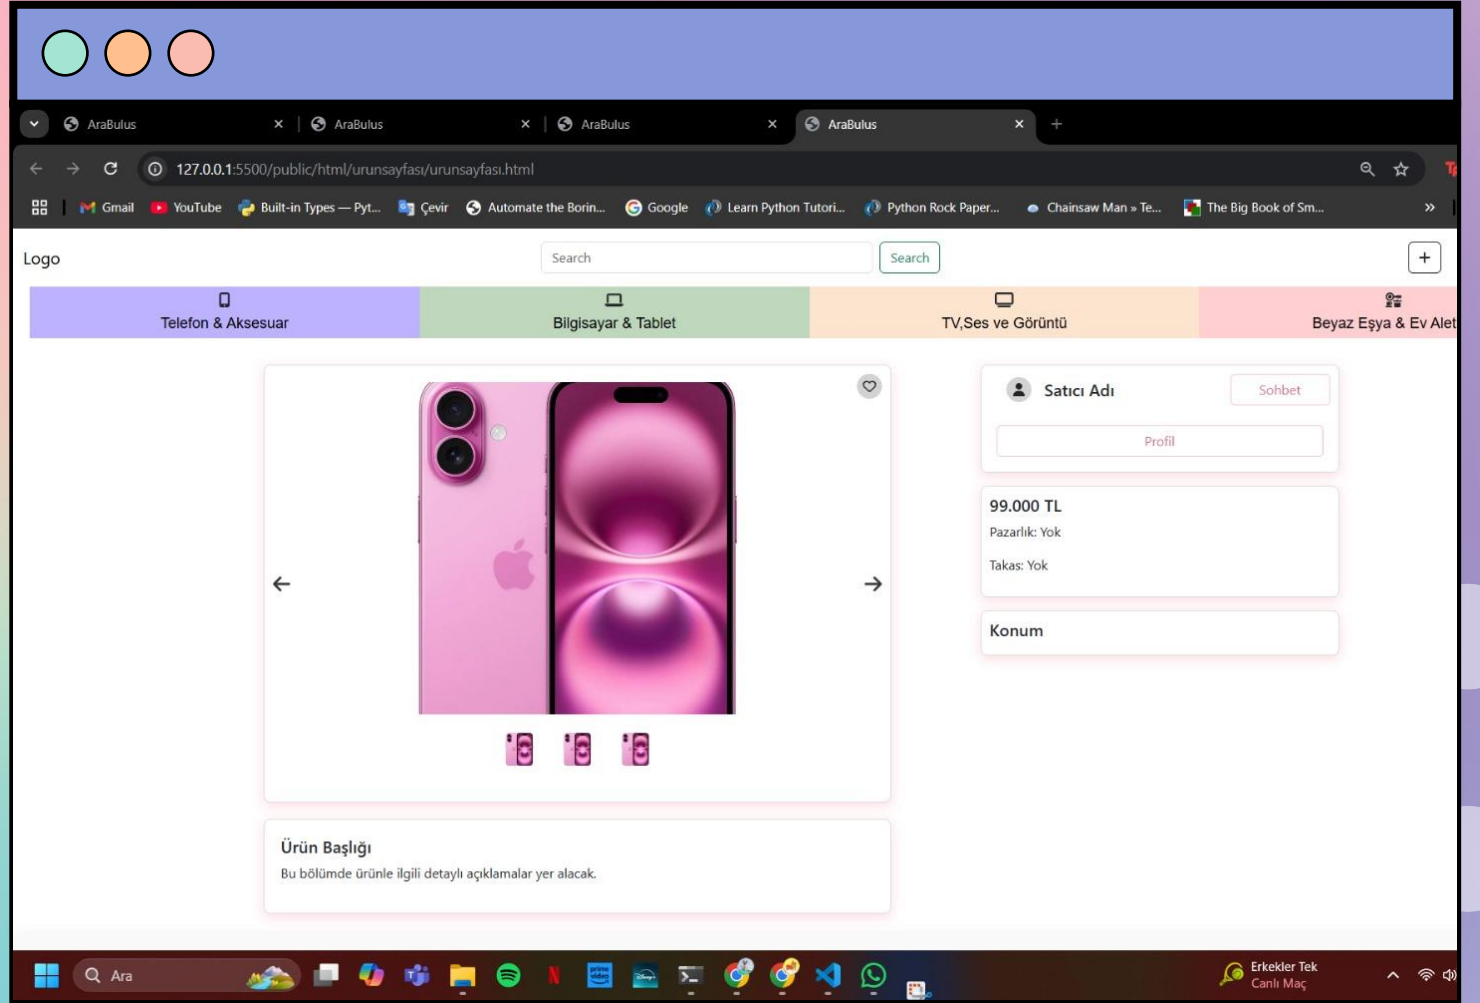 AraBulus
AraBulus
AraBulus
AraBulus
127.0.0.1:5500/public/html/urunsayfası/urunsayfası.html
Gmail
YouTube
Built-in Types — Pyt...
Çevir
Automate the Borin...
Google
Learn Python Tutori...
Python Rock Paper...
Chainsaw Man » Te...
The Big Book of Sm...
»
Logo
Search
Search
+
Telefon & Aksesuar
Bilgisayar & Tablet
TV,Ses ve Görüntü
Beyaz Eşya & Ev Alet
Satıcı Adı
Sohbet
Profil
99.000 TL
Pazarlık: Yok
Takas: Yok
Konum
Ürün Başlığı
Bu bölümde ürünle ilgili detaylı açıklamalar yer alacak.
Ara
Erkekler Tek
Canlı Maç